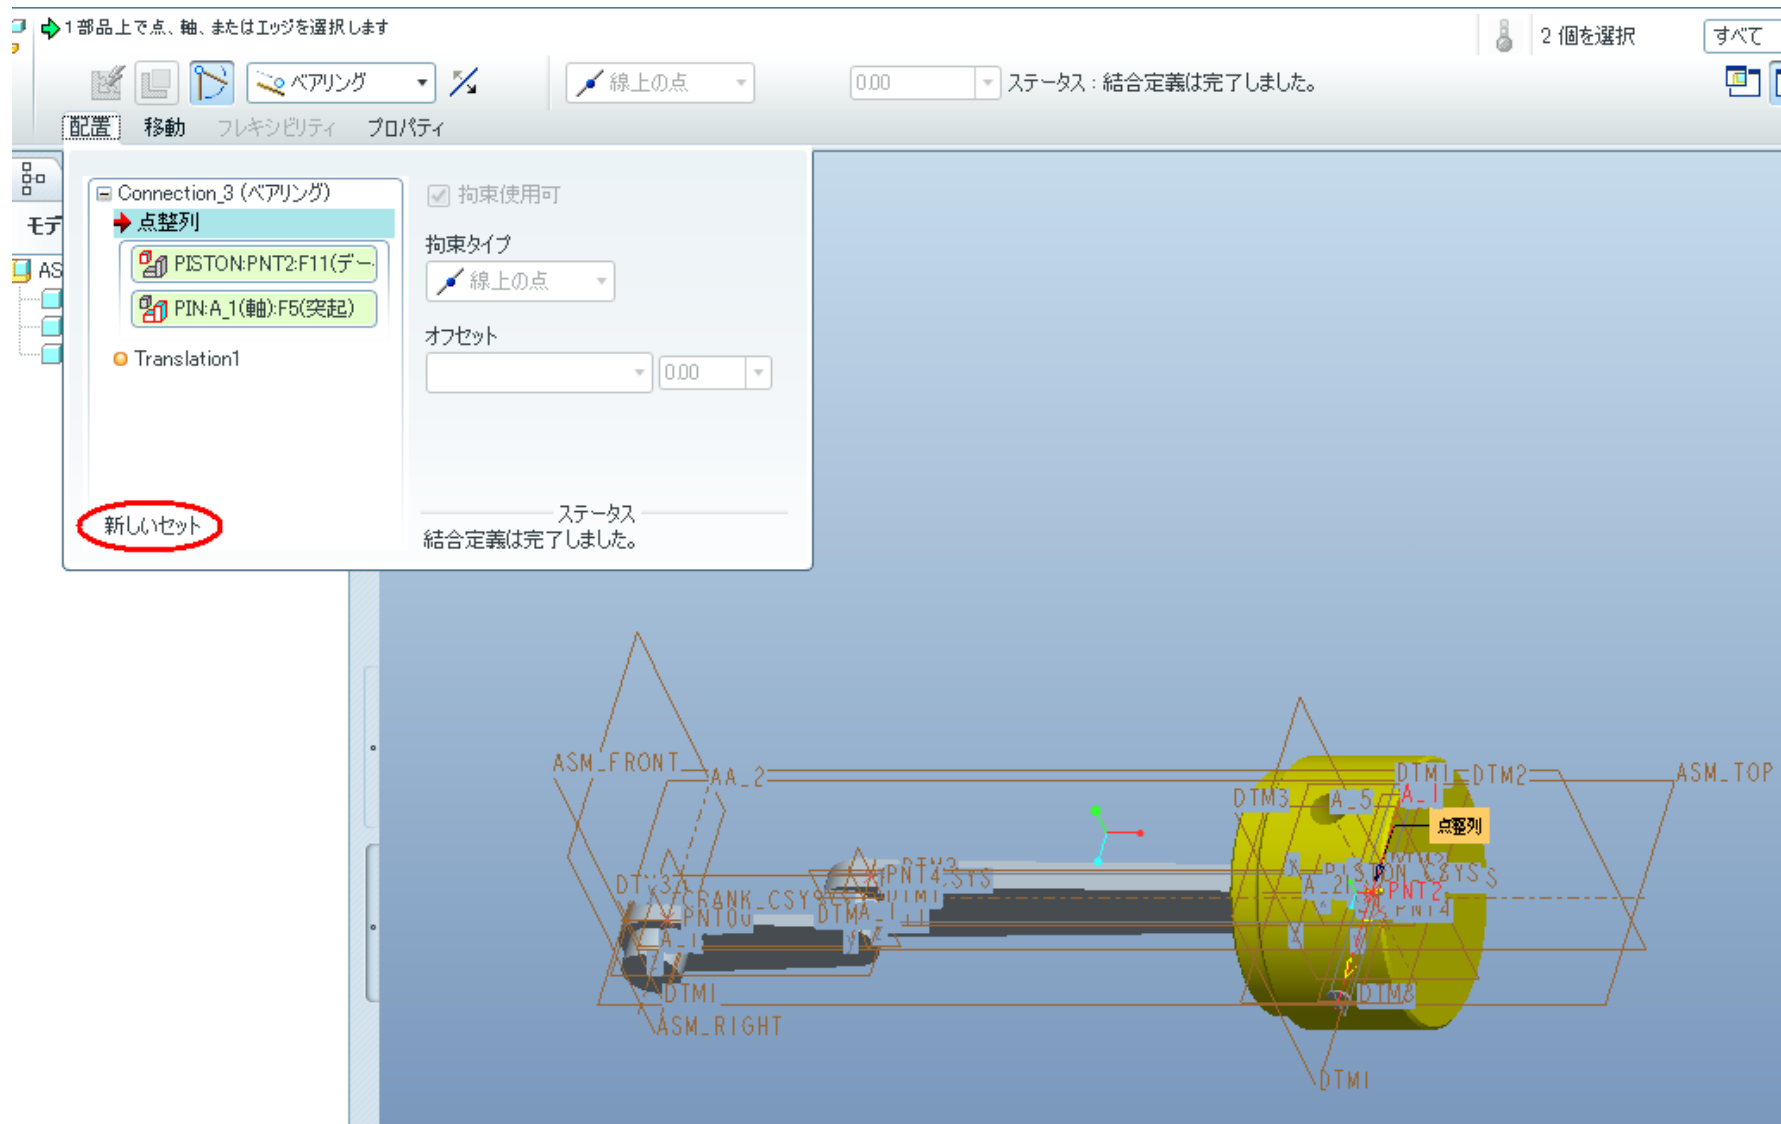 1 部品上で点、軸、またはエッジを選択します
2 個を選択
すべて
ベアリング
線上の点
0.00
ステータス : 結合定義は完了しました。
配置 移動 フレキシビリティ プロパティ
Connection_3 (ベアリング)
拘束使用可
点整列
モデ
拘束タイプ
PISTON:PNT2:F11(デー
AS
線上の点
PIN:A_1(軸):F5(突起)
オフセット
Translation1
0.00
新しいセット
ステータス
結合定義は完了しました。
ASM_FRONT
AA_2
DTM1
DTM2
ASM_TOP
DTM3
A_5
A_1
点整列
PNT4
PNT2
CRANK_CSYS
DTM1
ASM_RIGHT
DTM8
DTM1